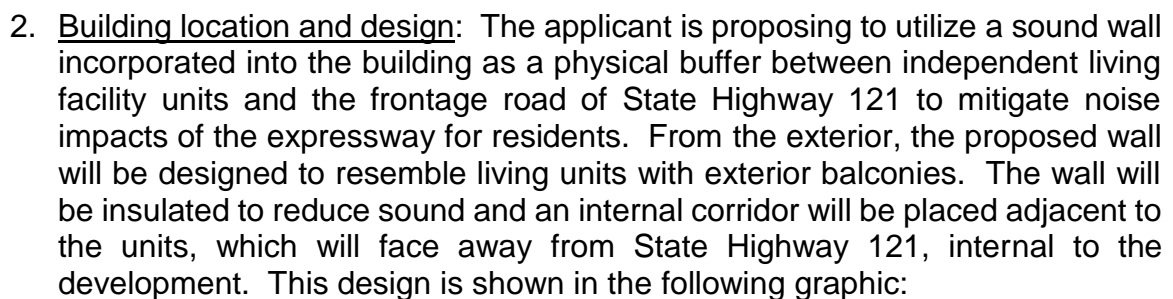 2. Building location and design: The applicant is proposing to utilize a sound wall
incorporated into the building as a physical buffer between independent living
facility units and the frontage road of State Highway 121 to mitigate noise
impacts of the expressway for residents. From the exterior, the proposed wall
will be designed to resemble living units with exterior balconies. The wall will
be insulated to reduce sound and an internal corridor will be placed adjacent to
the units, which will face away from State Highway 121, internal to the
development. This design is shown in the following graphic: